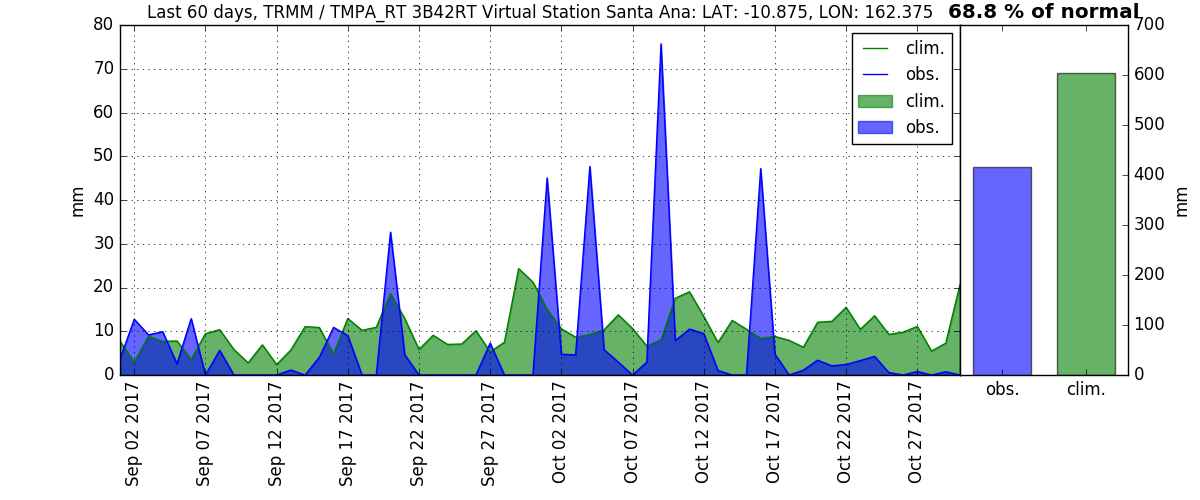 Last 60 days, TRMM / TMPA_RT 3B42RT Virtual Station Santa Ana: LAT: -10.875, LON: 162.375
68.8 % of normal
mm
80
70
60
50
40
30
20
10
0
clim.
obs.
clim.
obs.
Sep 02 2017
Sep 07 2017
Sep 12 2017
Sep 17 2017
Sep 22 2017
Sep 27 2017
Oct 02 2017
Oct 07 2017
Oct 12 2017
Oct 17 2017
Oct 22 2017
Oct 27 2017
700
600
500
400
300
200
100
0
mm
obs.
clim.